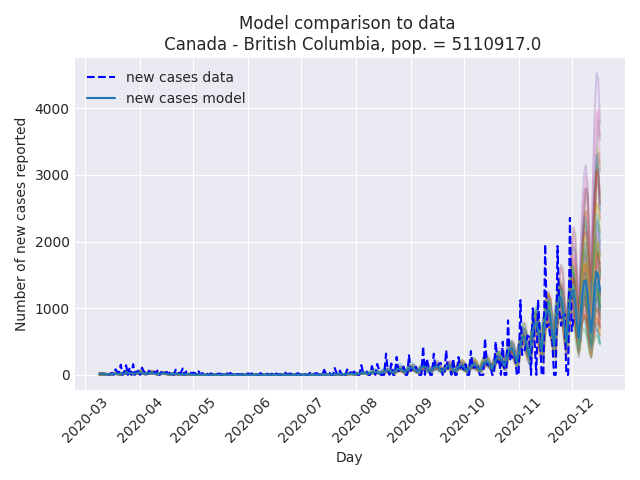 Model comparison to data
Canada - British Columbia, pop. = 5110917.0
new cases data
new cases model
Number of new cases reported
4000
3000
2000
1000
0
2020-03
2020-04
2020-05
2020-06
2020-07
2020-08
2020-09
2020-10
2020-11
2020-12
Day